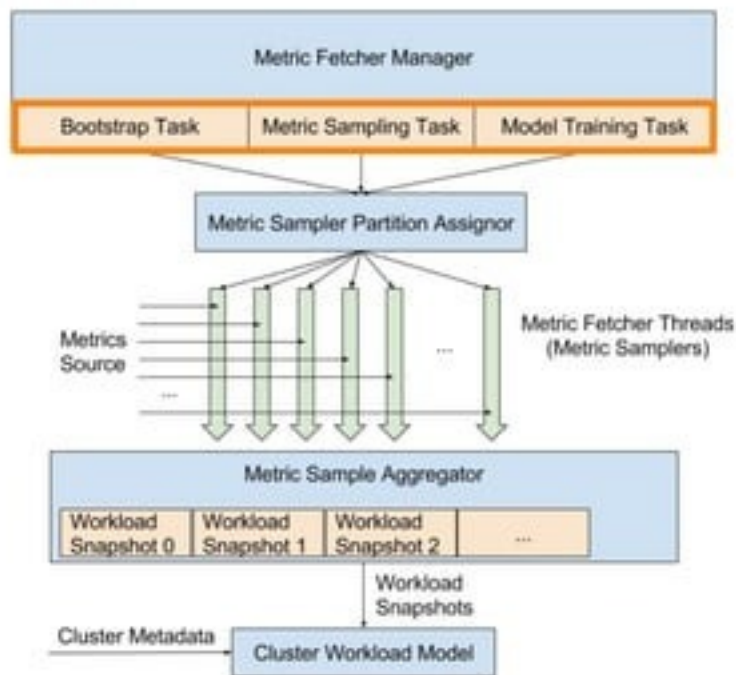 Metric Fetcher Manager
Bootstrap Task
Metric Sampling Task
Model Training Task
Metric Sampler Partition Assignor
Metrics
Source
...
...
Metric Fetcher Threads
(Metric Samplers)
Metric Sample Aggregator
Workload
Snapshot 0
Workload
Snapshot 1
Workload
Snapshot 2
...
Workload
Snapshots
Cluster Metadata
Cluster Workload Model